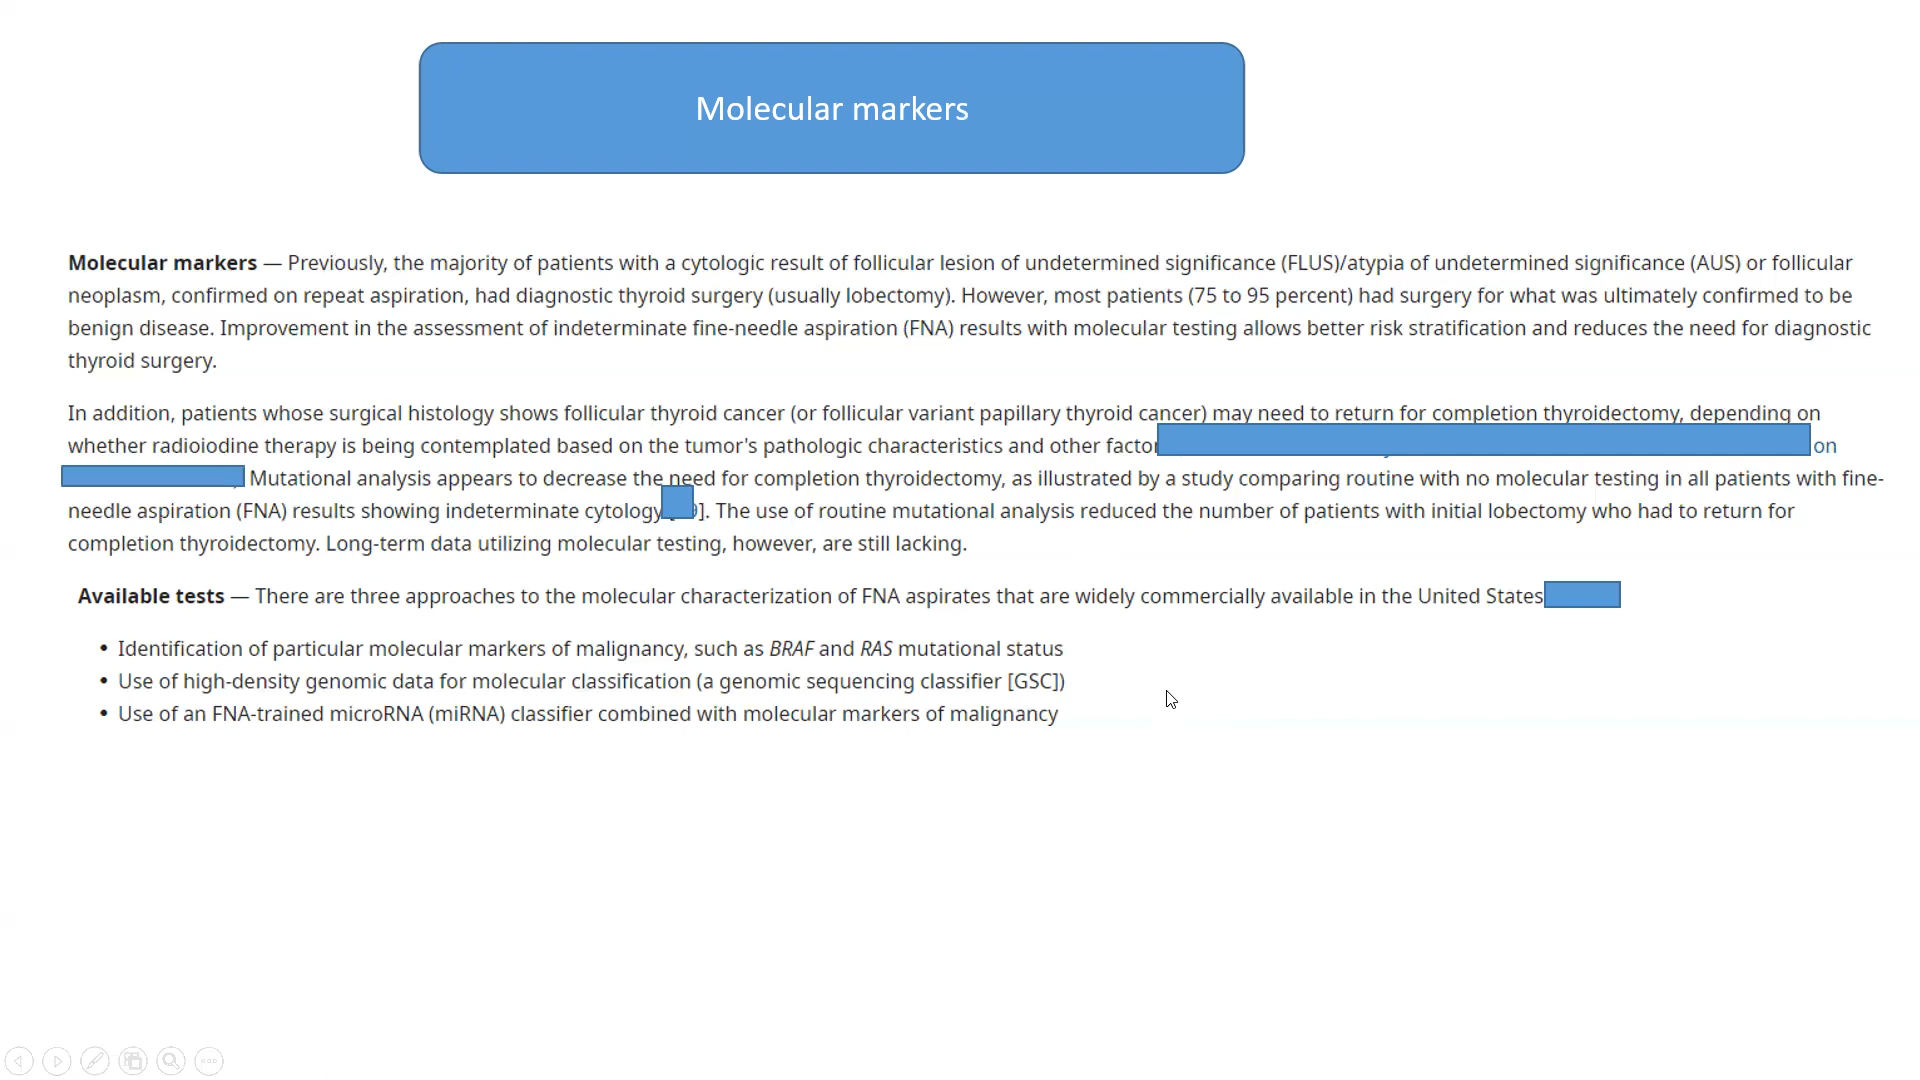 Molecular markers
Molecular markers — Previously, the majority of patients with a cytologic result of follicular lesion of undetermined significance (FLUS)/atypia of undetermined significance (AUS) or follicular
neoplasm, confirmed on repeat aspiration, had diagnostic thyroid surgery (usually lobectomy). However, most patients (75 to 95 percent) had surgery for what was ultimately confirmed to be
benign disease. Improvement in the assessment of indeterminate fine-needle aspiration (FNA) results with molecular testing allows better risk stratification and reduces the need for diagnostic
thyroid surgery.
In addition, patients whose surgical histology shows follicular thyroid cancer (or follicular variant papillary thyroid cancer) may need to return for completion thyroidectomy, depending on
whether radioiodine therapy is being contemplated based on the tumor's pathologic characteristics and other factor on
Mutational analysis appears to decrease the need for completion thyroidectomy, as illustrated by a study comparing routine with no molecular testing in all patients with fine-
needle aspiration (FNA) results showing indeterminate cytology ]. The use of routine mutational analysis reduced the number of patients with initial lobectomy who had to return for
completion thyroidectomy. Long-term data utilizing molecular testing, however, are still lacking.
Available tests — There are three approaches to the molecular characterization of FNA aspirates that are widely commercially available in the United States
• Identification of particular molecular markers of malignancy, such as BRAF and RAS mutational status
• Use of high-density genomic data for molecular classification (a genomic sequencing classifier [GSC])
• Use of an FNA-trained microRNA (miRNA) classifier combined with molecular markers of malignancy